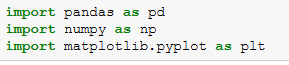 import pandas as pd
import numpy as np
import matplotlib.pyplot as plt